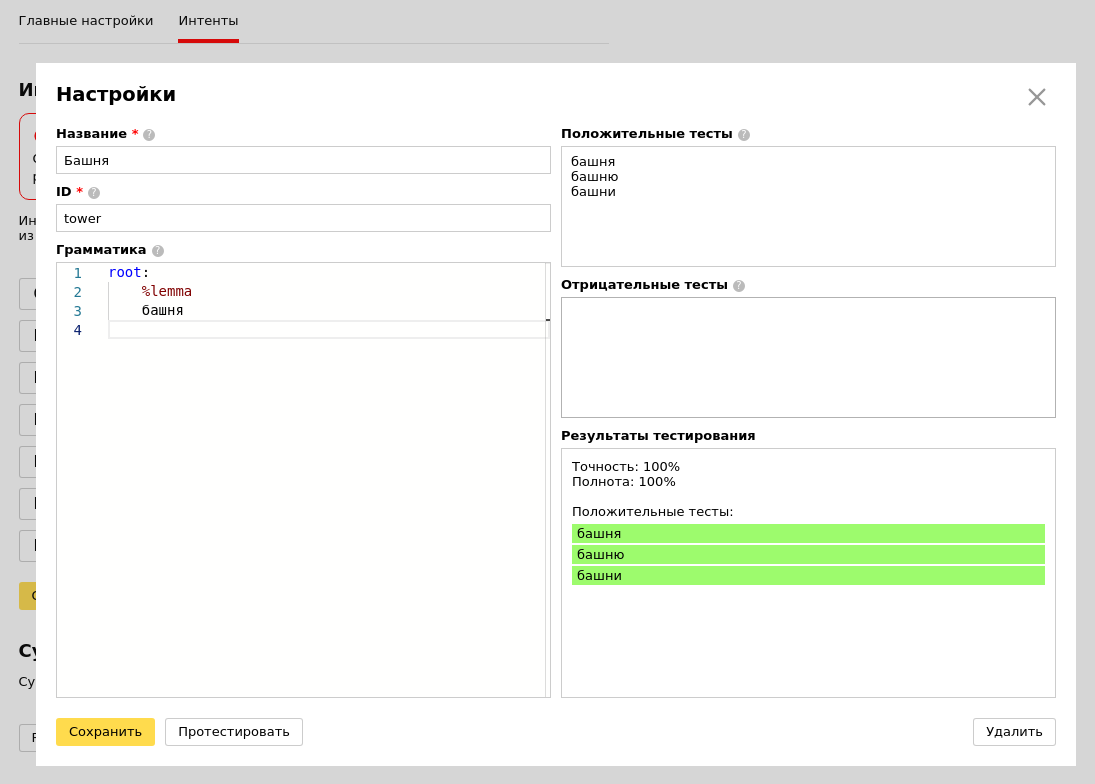 Главные настройки Интенты
Настройки
Название * ?
Башня
ID * ?
tower
Грамматика ?
1 root:
2 %lemma
3 башня
4
Положительные тесты ?
башня
башню
башни
Отрицательные тесты ?
Результаты тестирования
Точность: 100%
Полнота: 100%
Положительные тесты:
башня
башню
башни
Сохранить Протестировать Удалить